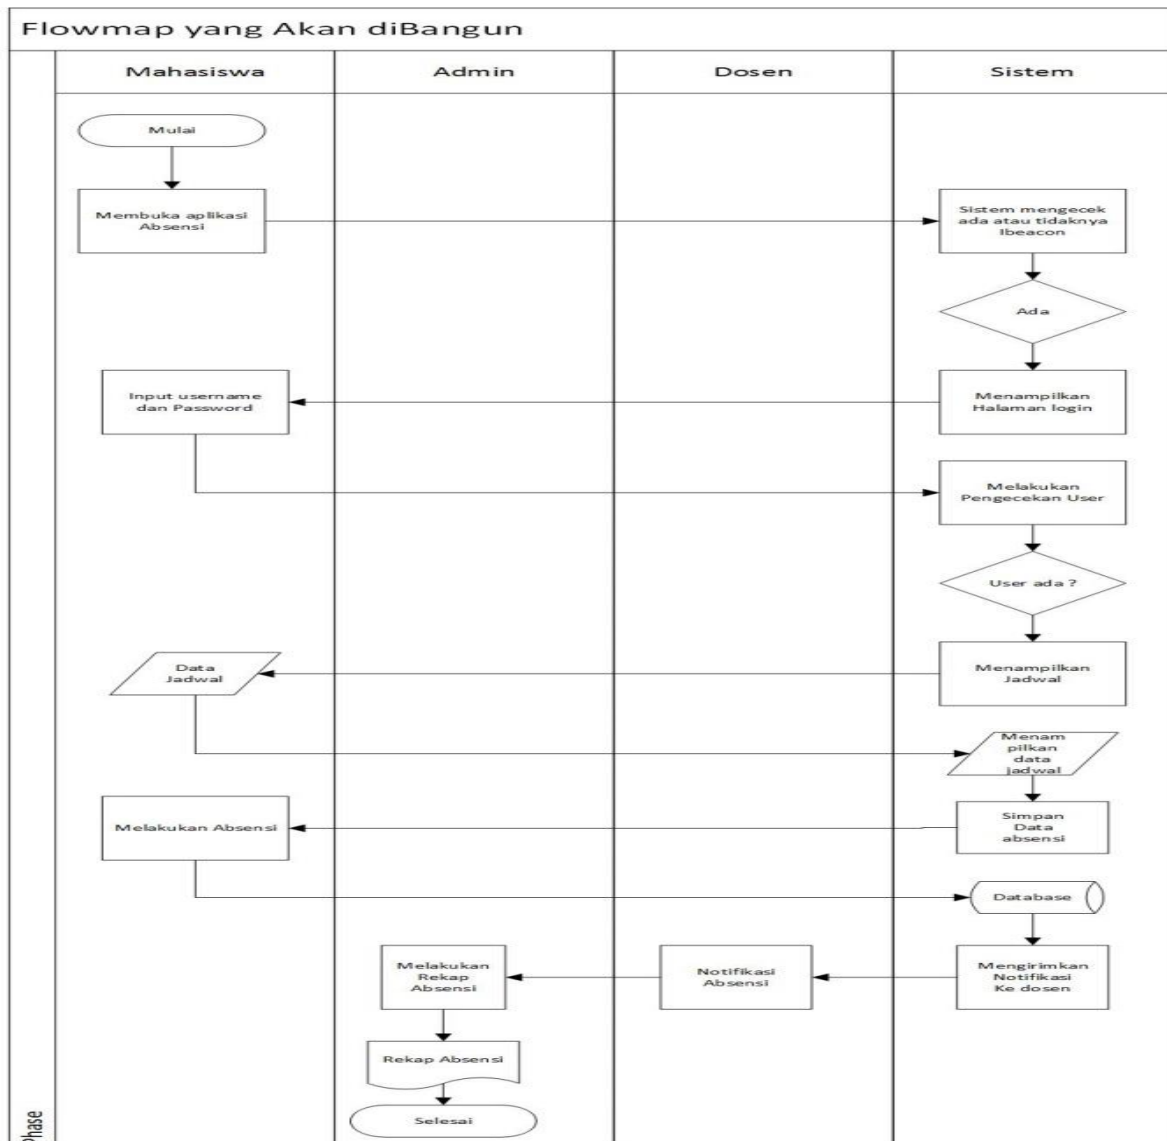 Flowmap yang Akan diBangun
Mahasiswa
Admin
Dosen
Sistem
Mulai
Membuka aplikasi
Absensi
Sistem mengecek
ada atau tidaknya
Ibeacon
Ada
Input username
dan Password
Menampilkan
Halaman login
Melakukan
Pengecekan User
User ada ?
Data
Jadwal
Menampilkan
Jadwal
Menam
pilkan
data
jadwal
Melakukan Absensi
Simpan
Data
absensi
Database
Melakukan
Rekap
Absensi
Notifikasi
Absensi
Mengirimkan
Notifikasi
Ke dosen
Rekap Absensi
Selesai
Phase